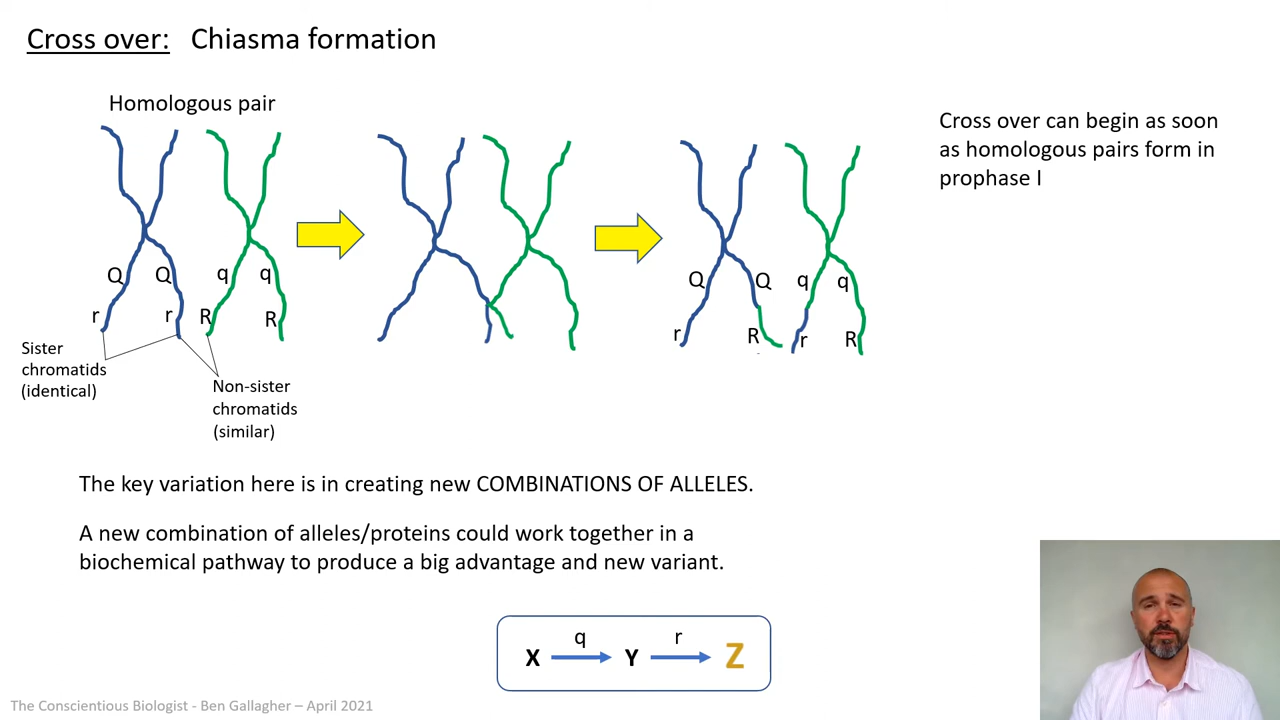 Cross over: Chiasma formation
Homologous pair
Cross over can begin as soon
as homologous pairs form in
prophase I
Q Q q q
r r R R
Q Q q q
r R r R
Sister
chromatids
(identical)
Non-sister
chromatids
(similar)
The key variation here is in creating new COMBINATIONS OF ALLELES.
A new combination of alleles/proteins could work together in a
biochemical pathway to produce a big advantage and new variant.
q r
X Y Z
The Conscientious Biologist - Ben Gallagher – April 2021